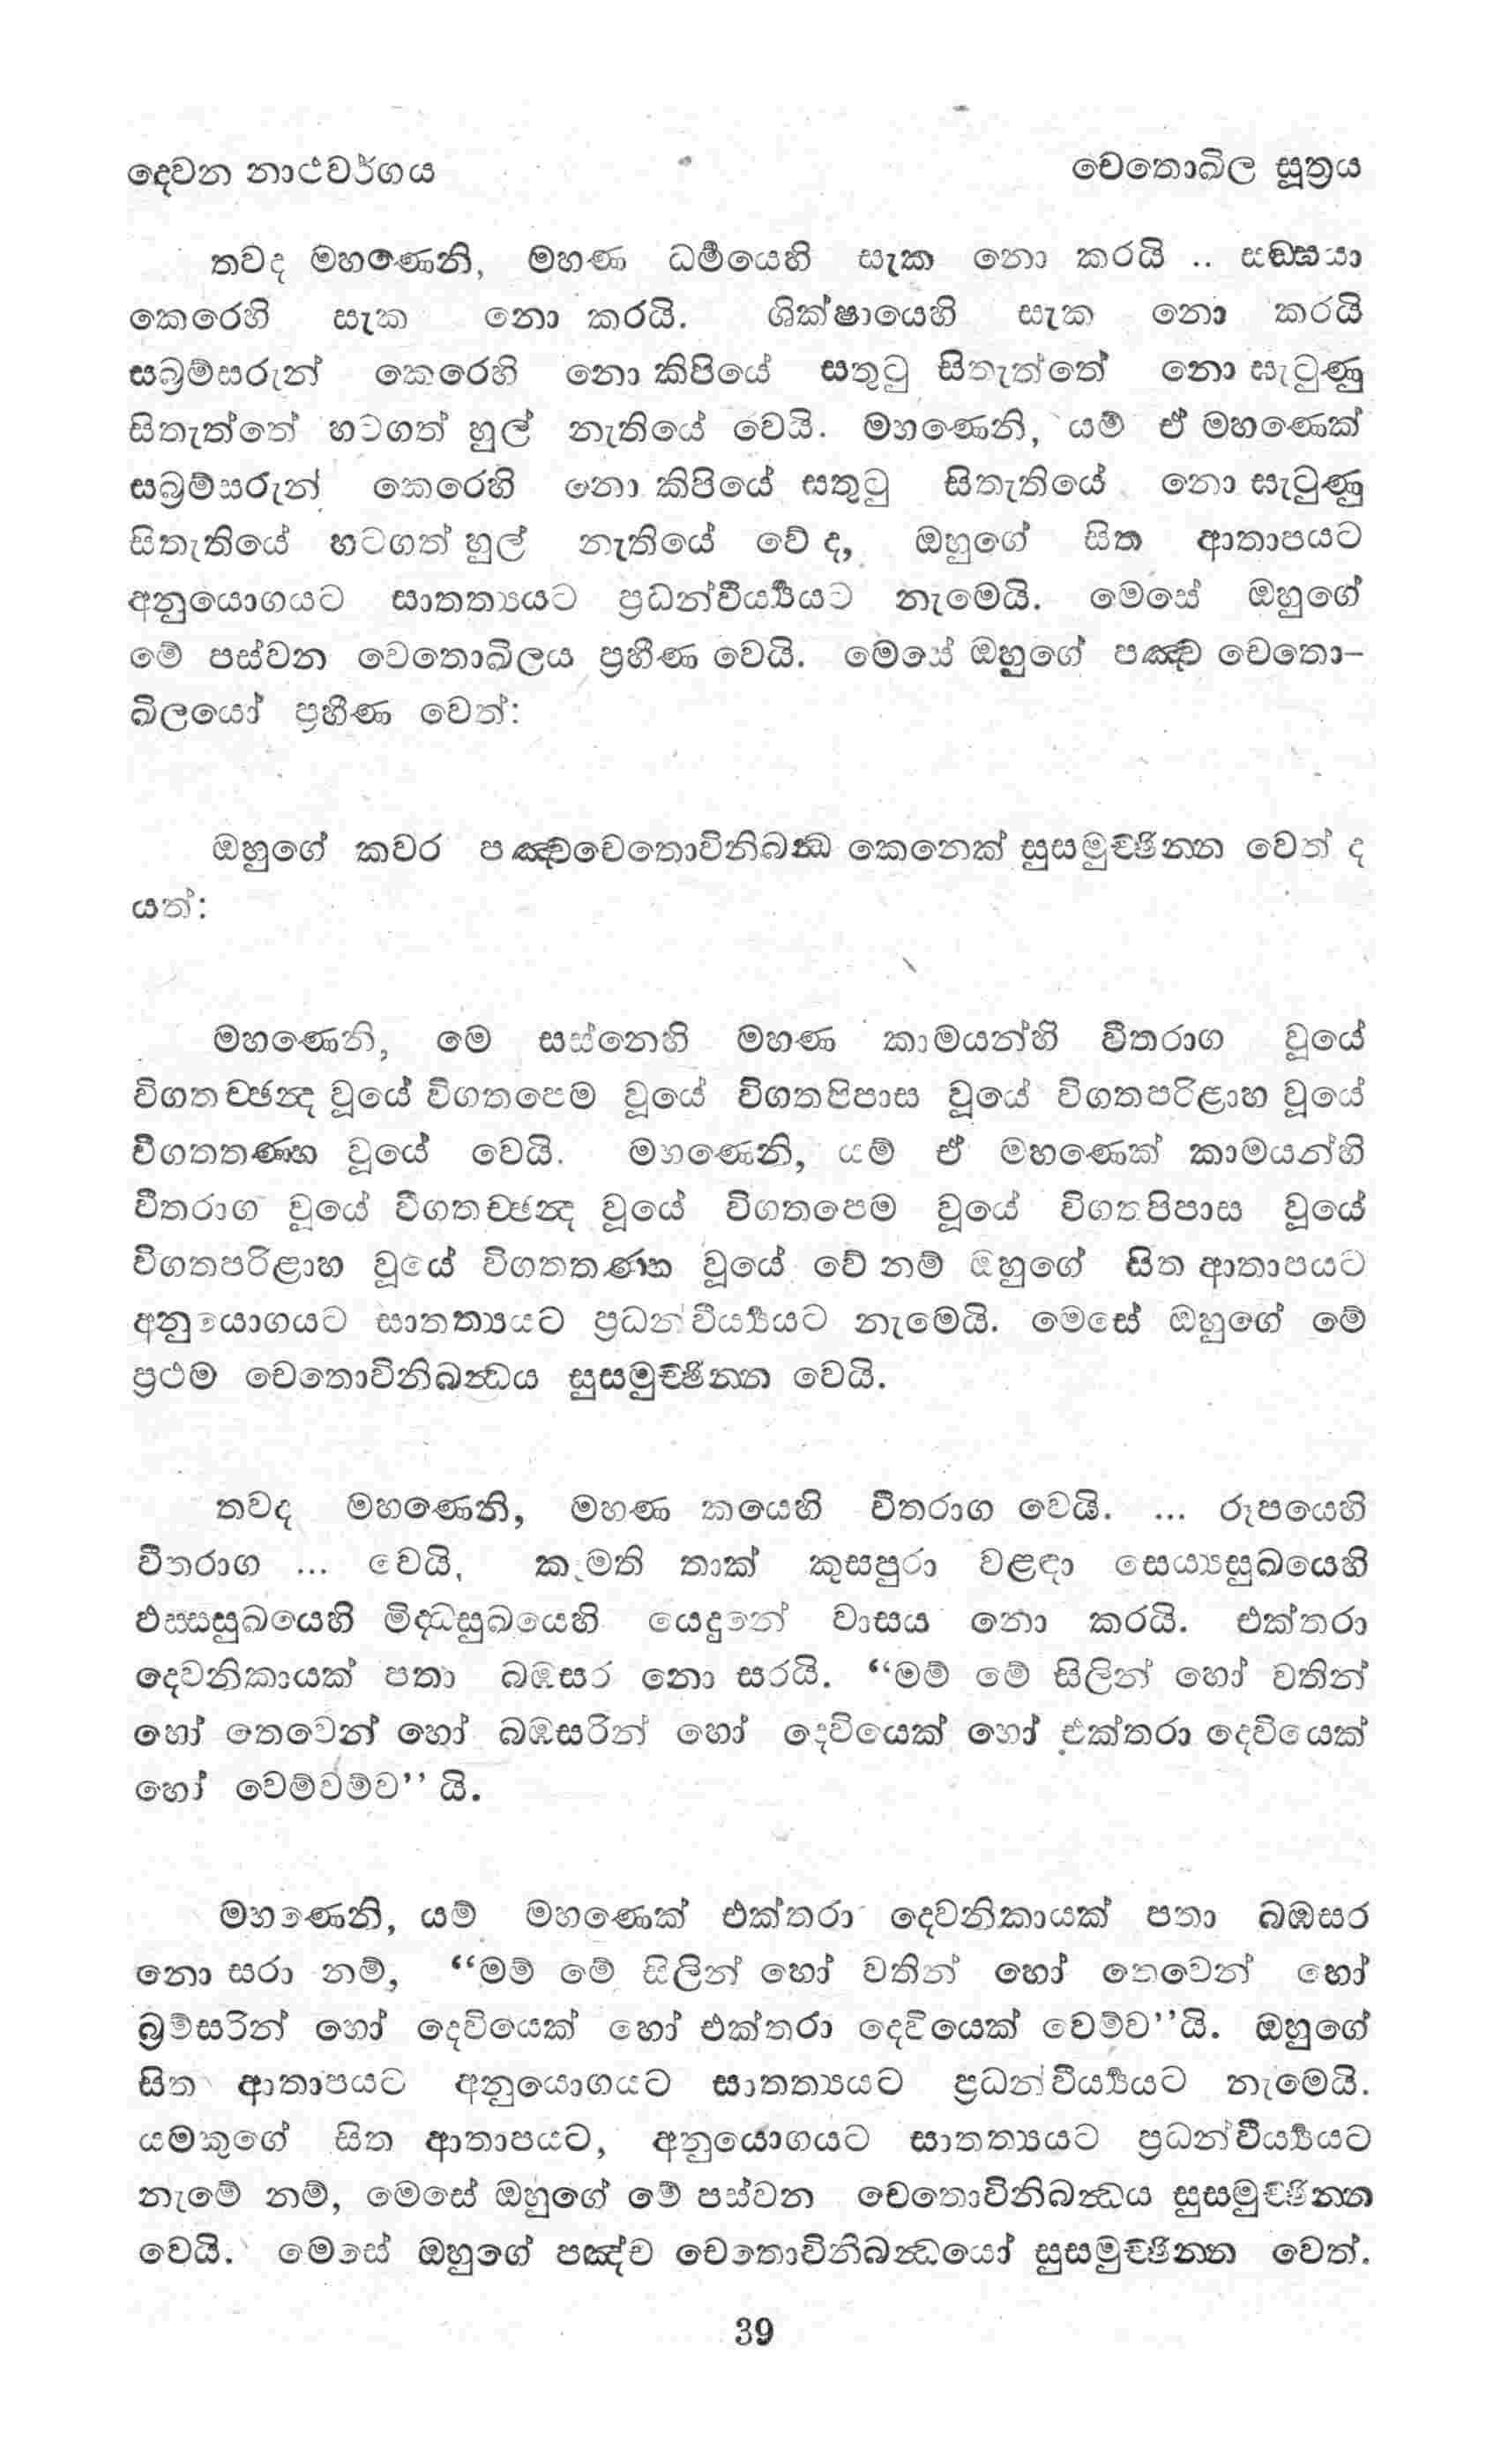 දෙවන නාථවර්ගය
චෙතොඛිල සූත්‍රය
තවද මහණෙනි, මහණ ධර්‍මයෙහි සැක නො කරයි .. සඞ්ඝයා
කෙරෙහි සැක නො කරයි. ශික්ෂායෙහි සැක නො කරයි
සබ්‍රම්සරුන් කෙරෙහි නො කිපියේ සතුටු සිතැත්තේ නො ඝැටුණු
සිතැත්තේ හටගත් හුල් නැතියේ වෙයි. මහණෙනි, යම් ඒ මහණෙක්
සබ්‍රම්සරුන් කෙරෙහි නො කිපියේ සතුටු සිතැතියේ නො සැටුණු
සිතැතියේ හටගත් හුල් නැතියේ වේ ද, ඔහුගේ සිත ආතාපයට
අනුයොගයට සාතත්‍යයට ප්‍රධන්වීර්‍ය්‍යයට නැමෙයි. මෙසේ ඔහුගේ
මේ පස්වන චෙතොඛිලය ප්‍රහීණ වෙයි. මෙසේ ඔහුගේ පඤ්ච චෙතො-
ඛිලයෝ ප්‍රහීණ වෙත්:
ඔහුගේ කවර පඤ්චචෙතොවිනිබන්‍ධ කෙනෙක් සුසමුච්ඡින්න වෙත් ද
යත්:
මහණෙනි, මෙ සස්නෙහි මහණ කාමයන්හි වීතරාග වූයේ
විගතච්ඡන්‍ද වූයේ විගතපෙම වූයේ විගතපිපාස වූයේ විගතපරිළාහ වූයේ
විගතතණ්හ වූයේ වෙයි. මහණෙනි, යම් ඒ මහණෙක් කාමයන්හි
වීතරාග වූයේ විගතච්ඡන්‍ද වූයේ විගතපෙම වූයේ විගතපිපාස වූයේ
විගතපරිළාහ වූයේ විගතතණ්හ වූයේ වේ නම් ඔහුගේ සිත ආතාපයට
අනුයොගයට සාතත්‍යයට ප්‍රධන්වීර්‍ය්‍යයට නැමෙයි. මෙසේ ඔහුගේ මේ
ප්‍රථම චෙතොවිනිබන්‍ධය සුසමුච්ඡින්න වෙයි.
තවද මහණෙනි, මහණ කයෙහි වීතරාග වෙයි. ... රූපයෙහි
වීතරාග ... වෙයි, කැමති තාක් කුසපුරා වළඳා සෙය්‍යසුඛයෙහි
ඵස්සසුඛයෙහි මිද්‍ධසුඛයෙහි යෙදුනේ වාසය නො කරයි. එක්තරා
දෙවනිකායක් පතා බඹසර නො සරයි. “මම් මේ සිලින් හෝ වතින්
හෝ තෙවෙන් හෝ බඹසරින් හෝ දෙවියෙක් හෝ එක්තරා දෙවියෙක්
හෝ වෙම්වම්ව” යි.
මහණෙනි, යම් මහණෙක් එක්තරා දෙවනිකායක් පතා බඹසර
නො සරා නම්, “මම් මේ සිලින් හෝ වතින් හෝ තෙවෙන් හෝ
බ්‍රම්සරින් හෝ දෙවියෙක් හෝ එක්තරා දෙවියෙක් වෙම්ව”යි. ඔහුගේ
සිත ආතාපයට අනුයොගයට සාතත්‍යයට ප්‍රධන්වීර්‍ය්‍යයට නැමෙයි.
යමකුගේ සිත ආතාපයට, අනුයොගයට සාතත්‍යයට ප්‍රධන්වීර්‍ය්‍යයට
නැමේ නම්, මෙසේ ඔහුගේ මේ පස්වන චෙතොවිනිබන්‍ධය සුසමුච්ඡින්න
වෙයි. මෙසේ ඔහුගේ පඤ්ච චෙතොවිනිබන්‍ධයෝ සුසමුච්ඡින්න වෙත්.
39